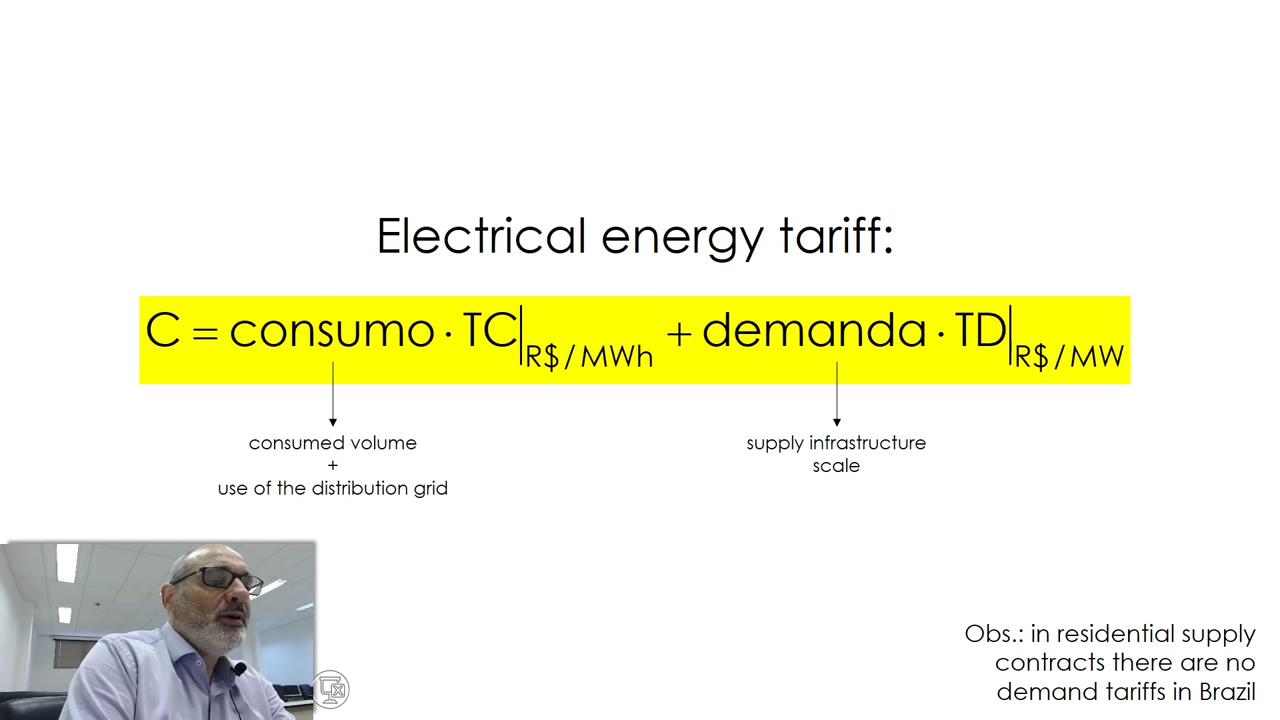 Electrical energy tariff:
C = consumo · TC|R$/MWh + demanda · TD|R$/MW
consumed volume
+
use of the distribution grid
supply infrastructure
scale
Obs.: in residential supply
contracts there are no
demand tariffs in Brazil